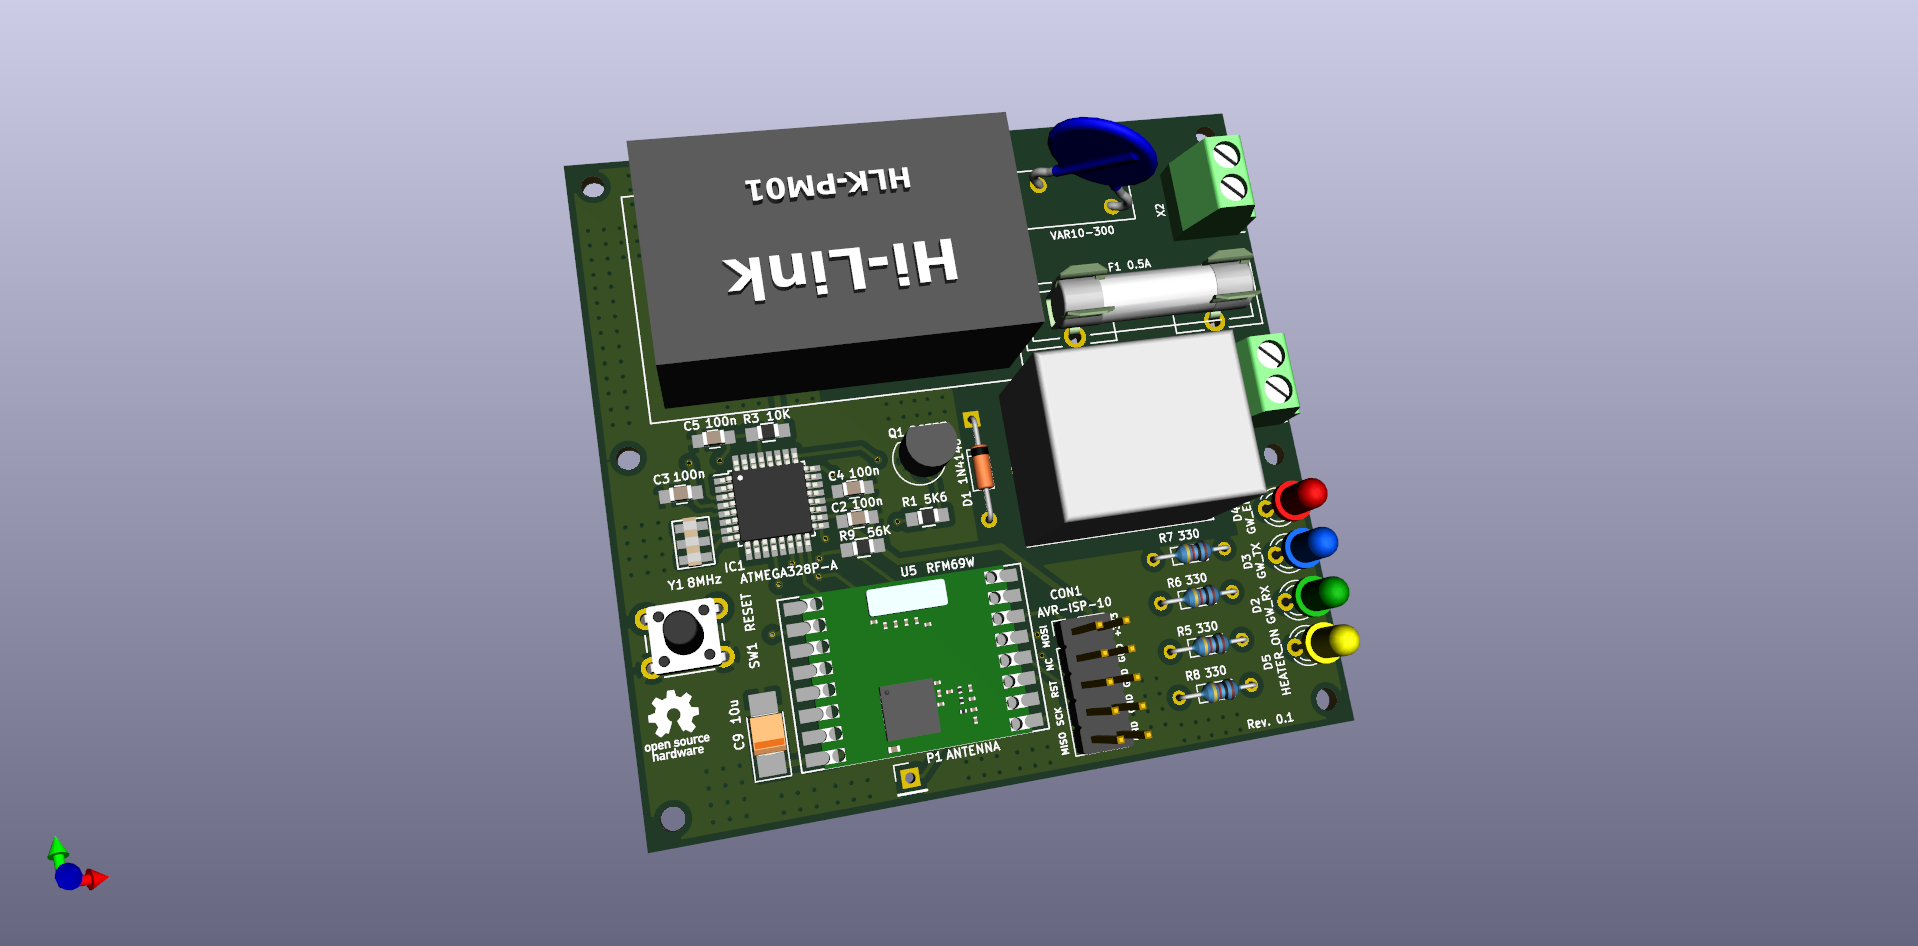 HLK-PM01
Hi-Link
X2
VAR10-300
F1 0.5A
C5 100n
R3 10K
Q1
C3 100n
C4 100n
C2 100n
R1 5K6
D1
R9 56K
Y1 8MHz
IC1
ATMEGA328P-A
U5 RFM69W
SW1 RESET
CON1
AVR-ISP-10
MOSI
NC
RST
SCK
MISO
R7 330
R6 330
R5 330
R8 330
D4
D3
GW_TX
D2
GW_RX
D5
HEATER_ON
C9 10u
open source
hardware
P1 ANTENNA
Rev. 0.1